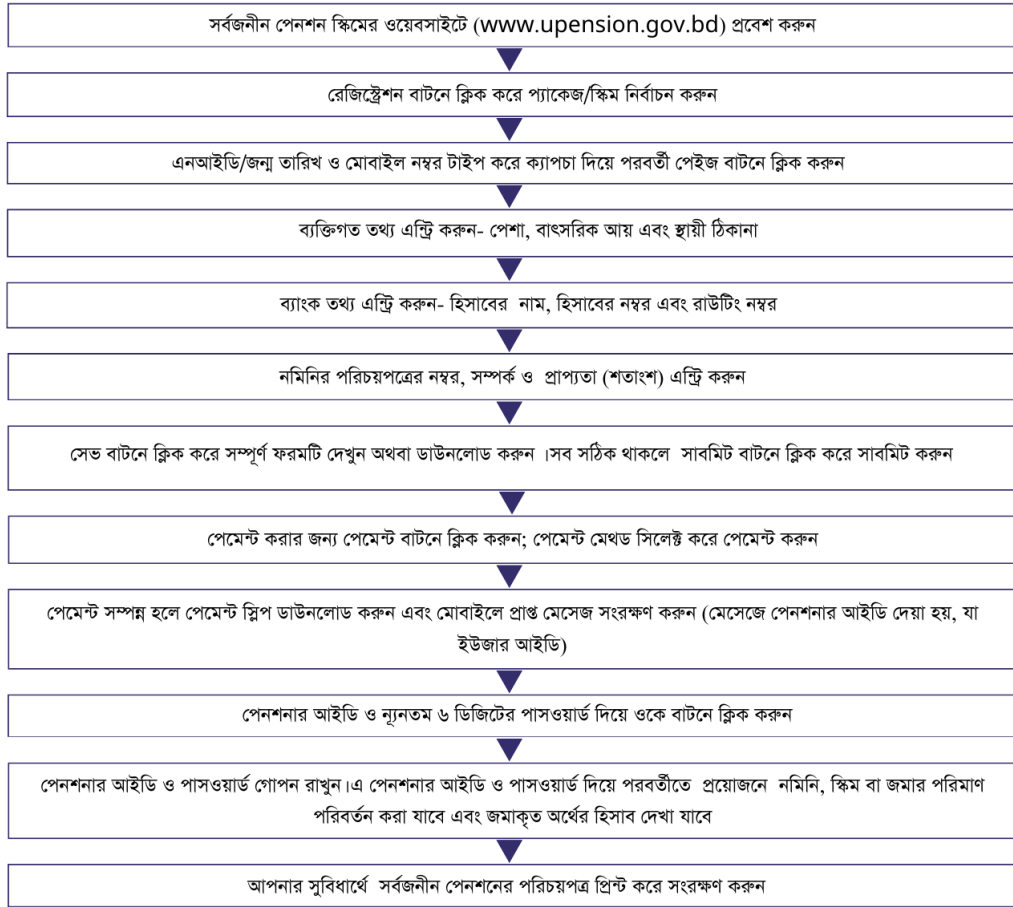 সর্বজনীন পেনশন স্কিমের ওয়েবসাইটে (www.upension.gov.bd) প্রবেশ করুন
রেজিস্ট্রেশন বাটনে ক্লিক করে প্যাকেজ/স্কিম নির্বাচন করুন
এনআইডি/জন্ম তারিখ ও মোবাইল নম্বর টাইপ করে ক্যাপচা দিয়ে পরবর্তী পেইজ বাটনে ক্লিক করুন
ব্যক্তিগত তথ্য এন্ট্রি করুন- পেশা, বাৎসরিক আয় এবং স্থায়ী ঠিকানা
ব্যাংক তথ্য এন্ট্রি করুন- হিসাবের নাম, হিসাবের নম্বর এবং রাউটিং নম্বর
নমিনির পরিচয়পত্রের নম্বর, সম্পর্ক ও প্রাপ্যতা (শতাংশ) এন্ট্রি করুন
সেভ বাটনে ক্লিক করে সম্পূর্ণ ফরমটি দেখুন অথবা ডাউনলোড করুন ।সব সঠিক থাকলে সাবমিট বাটনে ক্লিক করে সাবমিট করুন
পেমেন্ট করার জন্য পেমেন্ট বাটনে ক্লিক করুন; পেমেন্ট মেথড সিলেক্ট করে পেমেন্ট করুন
পেমেন্ট সম্পন্ন হলে পেমেন্ট স্লিপ ডাউনলোড করুন এবং মোবাইলে প্রাপ্ত মেসেজ সংরক্ষণ করুন (মেসেজে পেনশনার আইডি দেয়া হয়, যা
ইউজার আইডি)
পেনশনার আইডি ও ন্যূনতম ৬ ডিজিটের পাসওয়ার্ড দিয়ে ওকে বাটনে ক্লিক করুন
পেনশনার আইডি ও পাসওয়ার্ড গোপন রাখুন।এ পেনশনার আইডি ও পাসওয়ার্ড দিয়ে পরবর্তীতে প্রয়োজনে নমিনি, স্কিম বা জমার পরিমাণ
পরিবর্তন করা যাবে এবং জমাকৃত অর্থের হিসাব দেখা যাবে
আপনার সুবিধার্থে সর্বজনীন পেনশনের পরিচয়পত্র প্রিন্ট করে সংরক্ষণ করুন